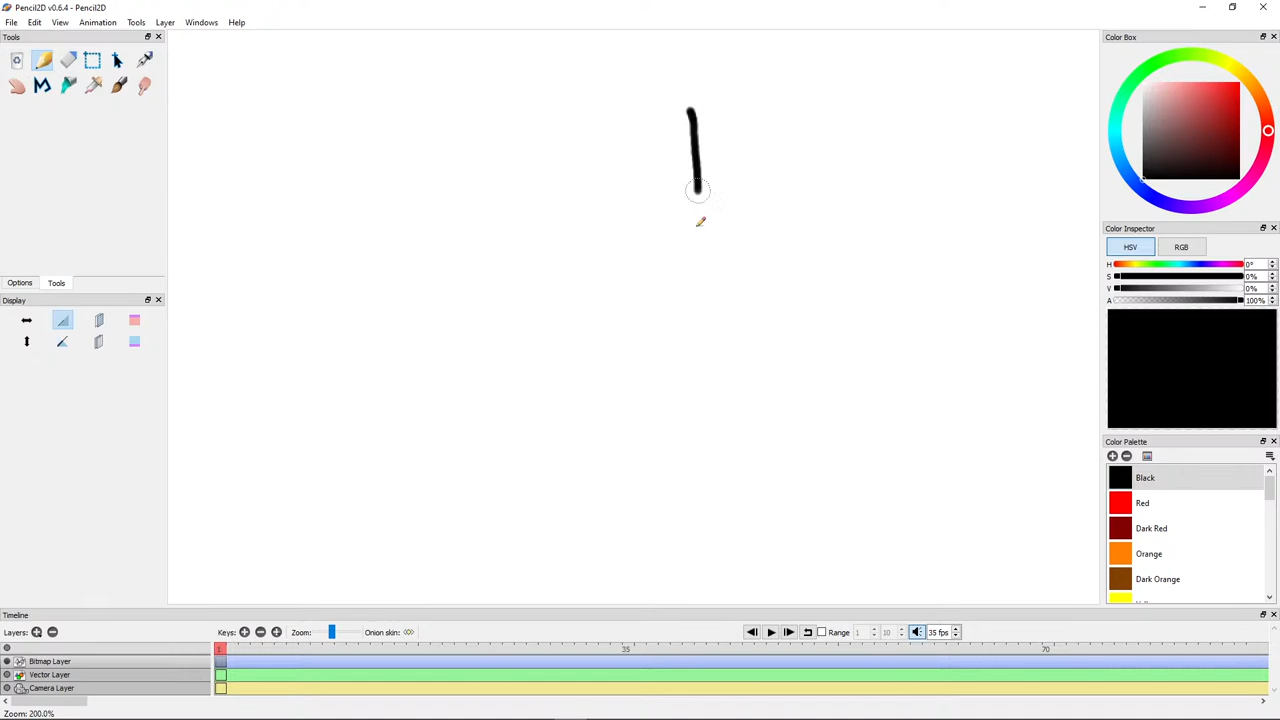 Pencil2D v0.6.4 - Pencil2D
File Edit View Animation Tools Layer Windows Help
Tools
Options Tools
Display
Color Box
Color Inspector
HSV RGB
H 0°
S 0%
V 0%
A 100%
Color Palette
Black
Red
Dark Red
Orange
Dark Orange
Timeline
Layers: Keys: Zoom: Onion skin: Range 1 10 35 fps
1 35 70
Bitmap Layer
Vector Layer
Camera Layer
Zoom: 200.0%